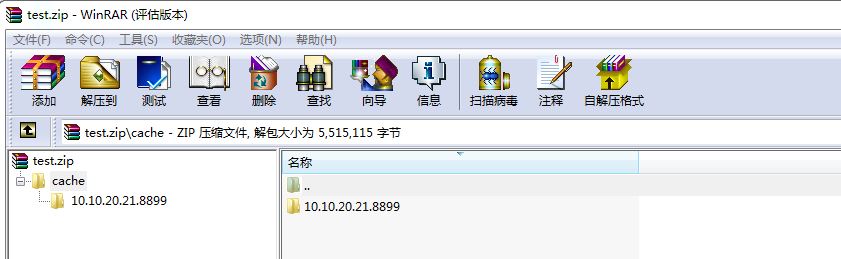 test.zip - WinRAR (评估版本)
文件(F) 命令(C) 工具(S) 收藏夹(O) 选项(N) 帮助(H)
添加 解压到 测试 查看 删除 查找 向导 信息 扫描病毒 注释 自解压格式
test.zip\cache - ZIP 压缩文件, 解包大小为 5,515,115 字节
test.zip
cache
10.10.20.21.8899
名称
..
10.10.20.21.8899